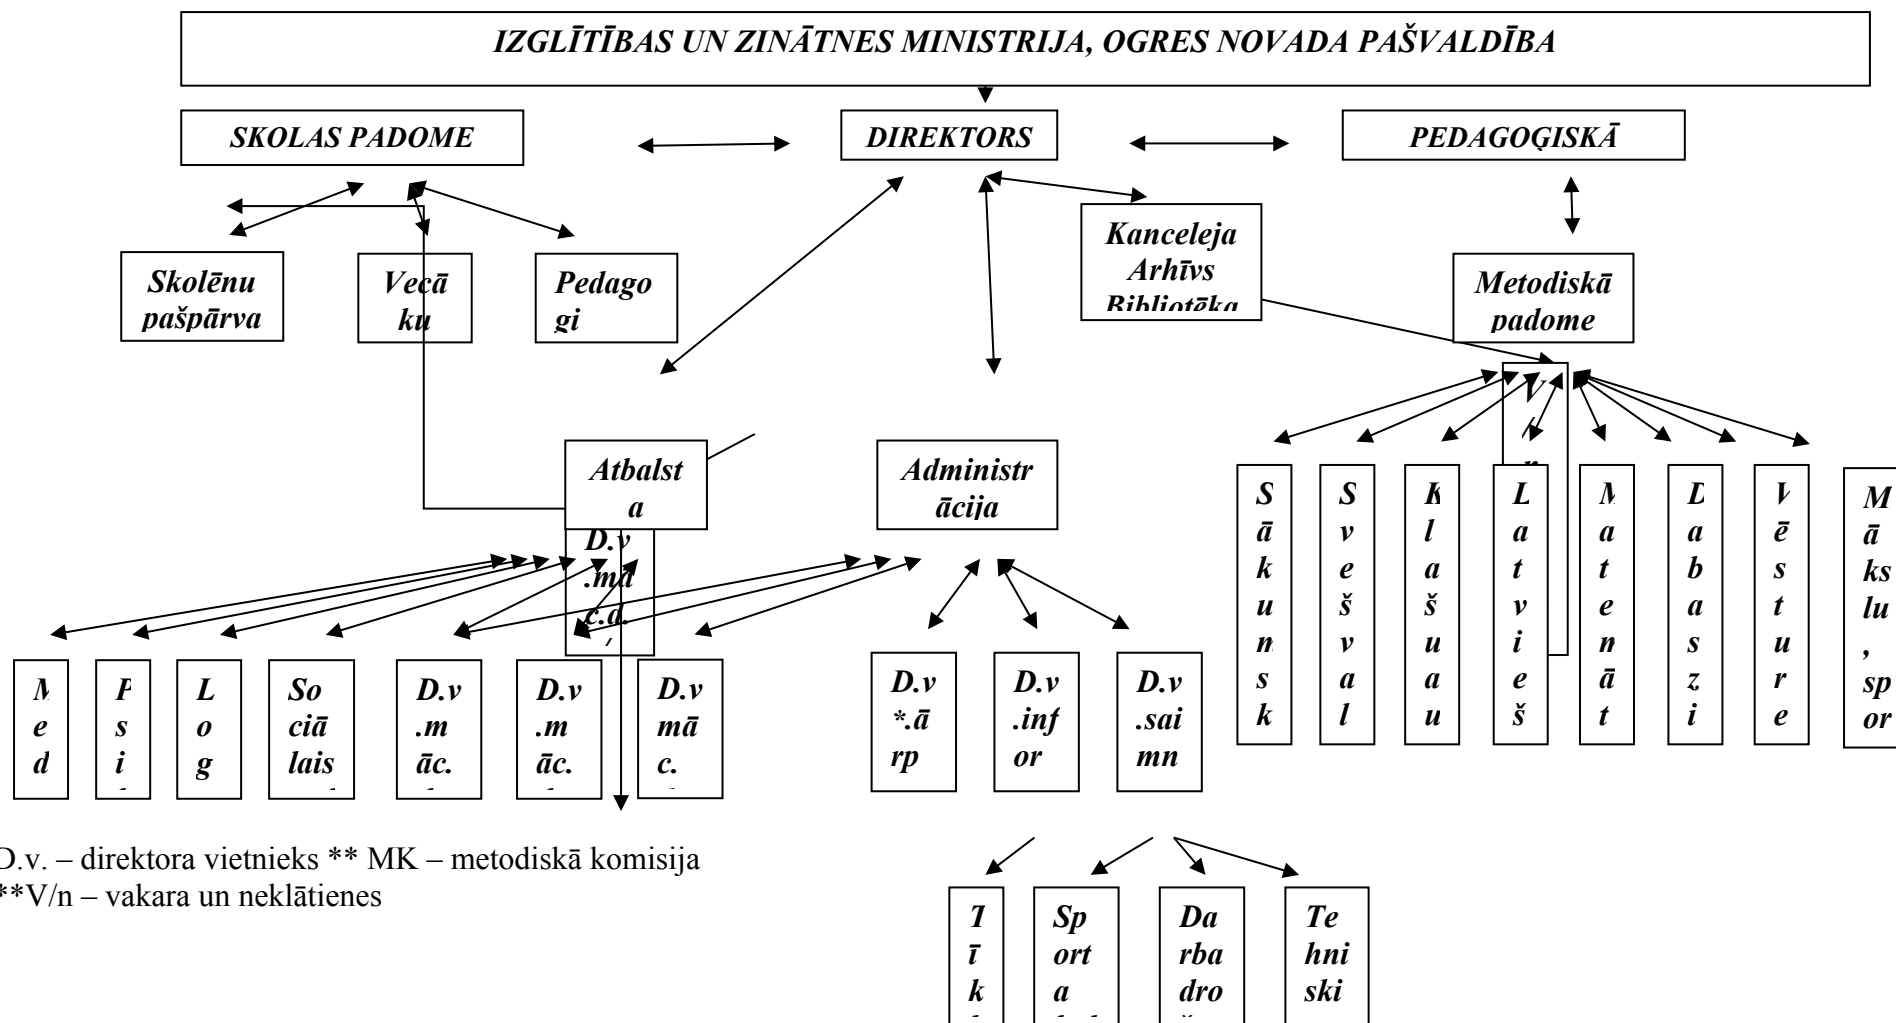 IZGLĪTĪBAS UN ZINĀTNES MINISTRIJA, OGRES NOVADA PAŠVALDĪBA
SKOLAS PADOME
DIREKTORS
PEDAGOĢISKĀ
Kanceleja
Arhīvs
Bibliotēka
Skolēnu
pašpārva
Vecā
ku
Pedago
gi
Metodiskā
padome
V
/
n
Atbalst
a
Administr
ācija
D.v
.mā
c.d.
S
ā
k
u
m
s
k
S
v
e
š
v
a
l
K
l
a
š
u
a
u
L
a
t
v
i
e
š
M
a
t
e
m
ā
t
D
a
b
a
s
z
i
V
ē
s
t
u
r
e
M
ā
ks
lu
,
sp
or
M
e
d
P
s
i
L
o
g
So
ciā
lais
D.v
.m
āc.
D.v
.m
āc.
D.v
mā
c.
D.v
*.ā
rp
D.v
.inf
or
D.v
.sai
mn
D.v. – direktora vietnieks ** MK – metodiskā komisija
**V/n – vakara un neklātienes
T
ī
k
Sp
ort
a
Da
rba
dro
Te
hni
ski